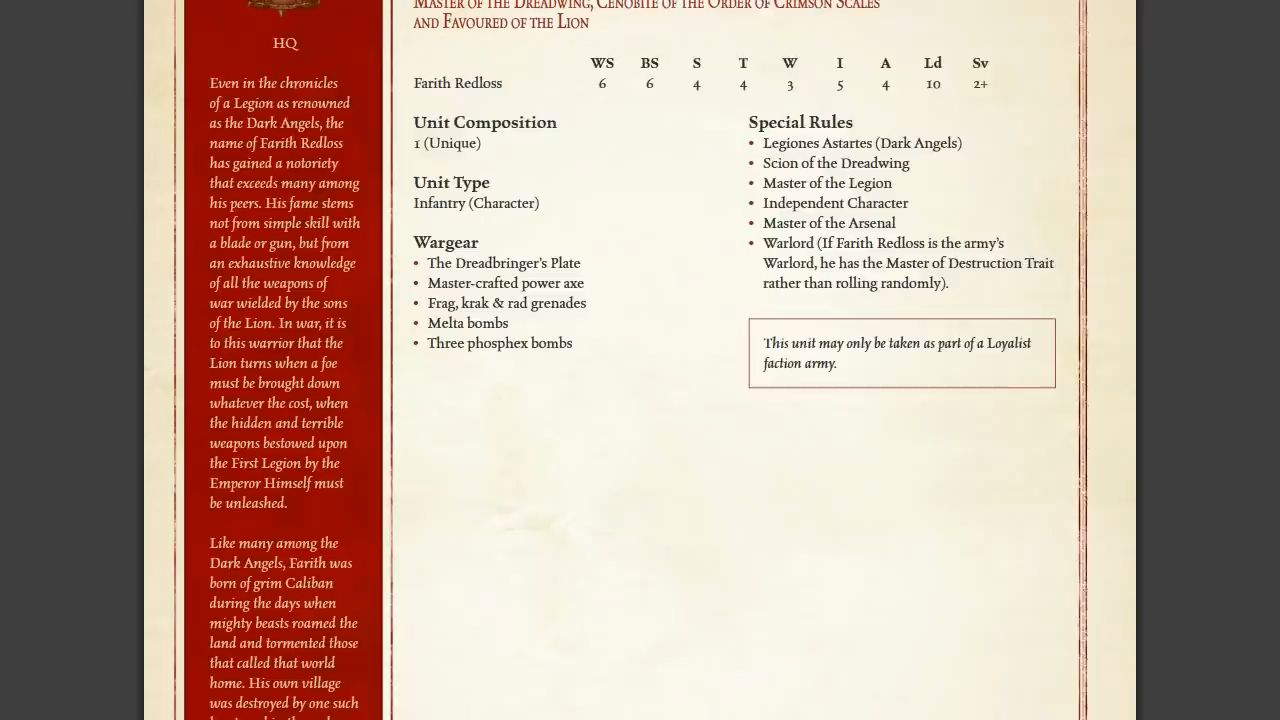 Master of the Dreadwing, Cenobite of the Order of Crimson Scales
and Favoured of the Lion
HQ
Even in the chronicles
of a Legion as renowned
as the Dark Angels, the
name of Farith Redloss
has gained a notoriety
that exceeds many among
his peers. His fame stems
not from simple skill with
a blade or gun, but from
an exhaustive knowledge
of all the weapons of
war wielded by the sons
of the Lion. In war, it is
to this warrior that the
Lion turns when a foe
must be brought down
whatever the cost, when
the hidden and terrible
weapons bestowed upon
the First Legion by the
Emperor Himself must
be unleashed.
Like many among the
Dark Angels, Farith was
born of grim Caliban
during the days when
mighty beasts roamed the
land and tormented those
that called that world
home. His own village
was destroyed by one such
WS BS S T W I A Ld Sv
Farith Redloss 6 6 4 4 3 5 4 10 2+
Unit Composition
1 (Unique)
Unit Type
Infantry (Character)
Wargear
• The Dreadbringer's Plate
• Master-crafted power axe
• Frag, krak & rad grenades
• Melta bombs
• Three phosphex bombs
Special Rules
• Legiones Astartes (Dark Angels)
• Scion of the Dreadwing
• Master of the Legion
• Independent Character
• Master of the Arsenal
• Warlord (If Farith Redloss is the army's
Warlord, he has the Master of Destruction Trait
rather than rolling randomly).
This unit may only be taken as part of a Loyalist
faction army.